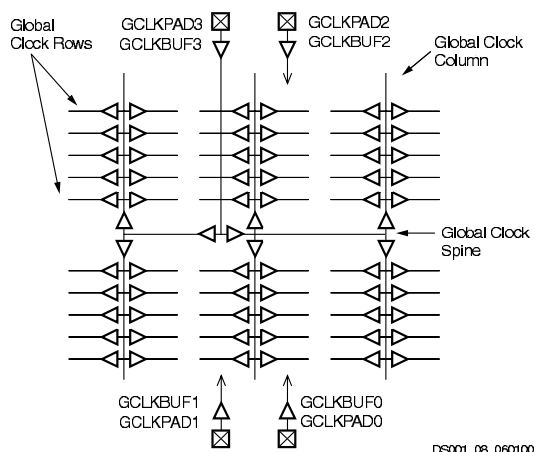 Global
Clock Rows
GCLKPAD3
GCLKBUF3
GCLKPAD2
GCLKBUF2
Global Clock
Column
Global Clock
Spine
GCLKBUF1
GCLKPAD1
GCLKBUF0
GCLKPAD0
DS001_08_060100